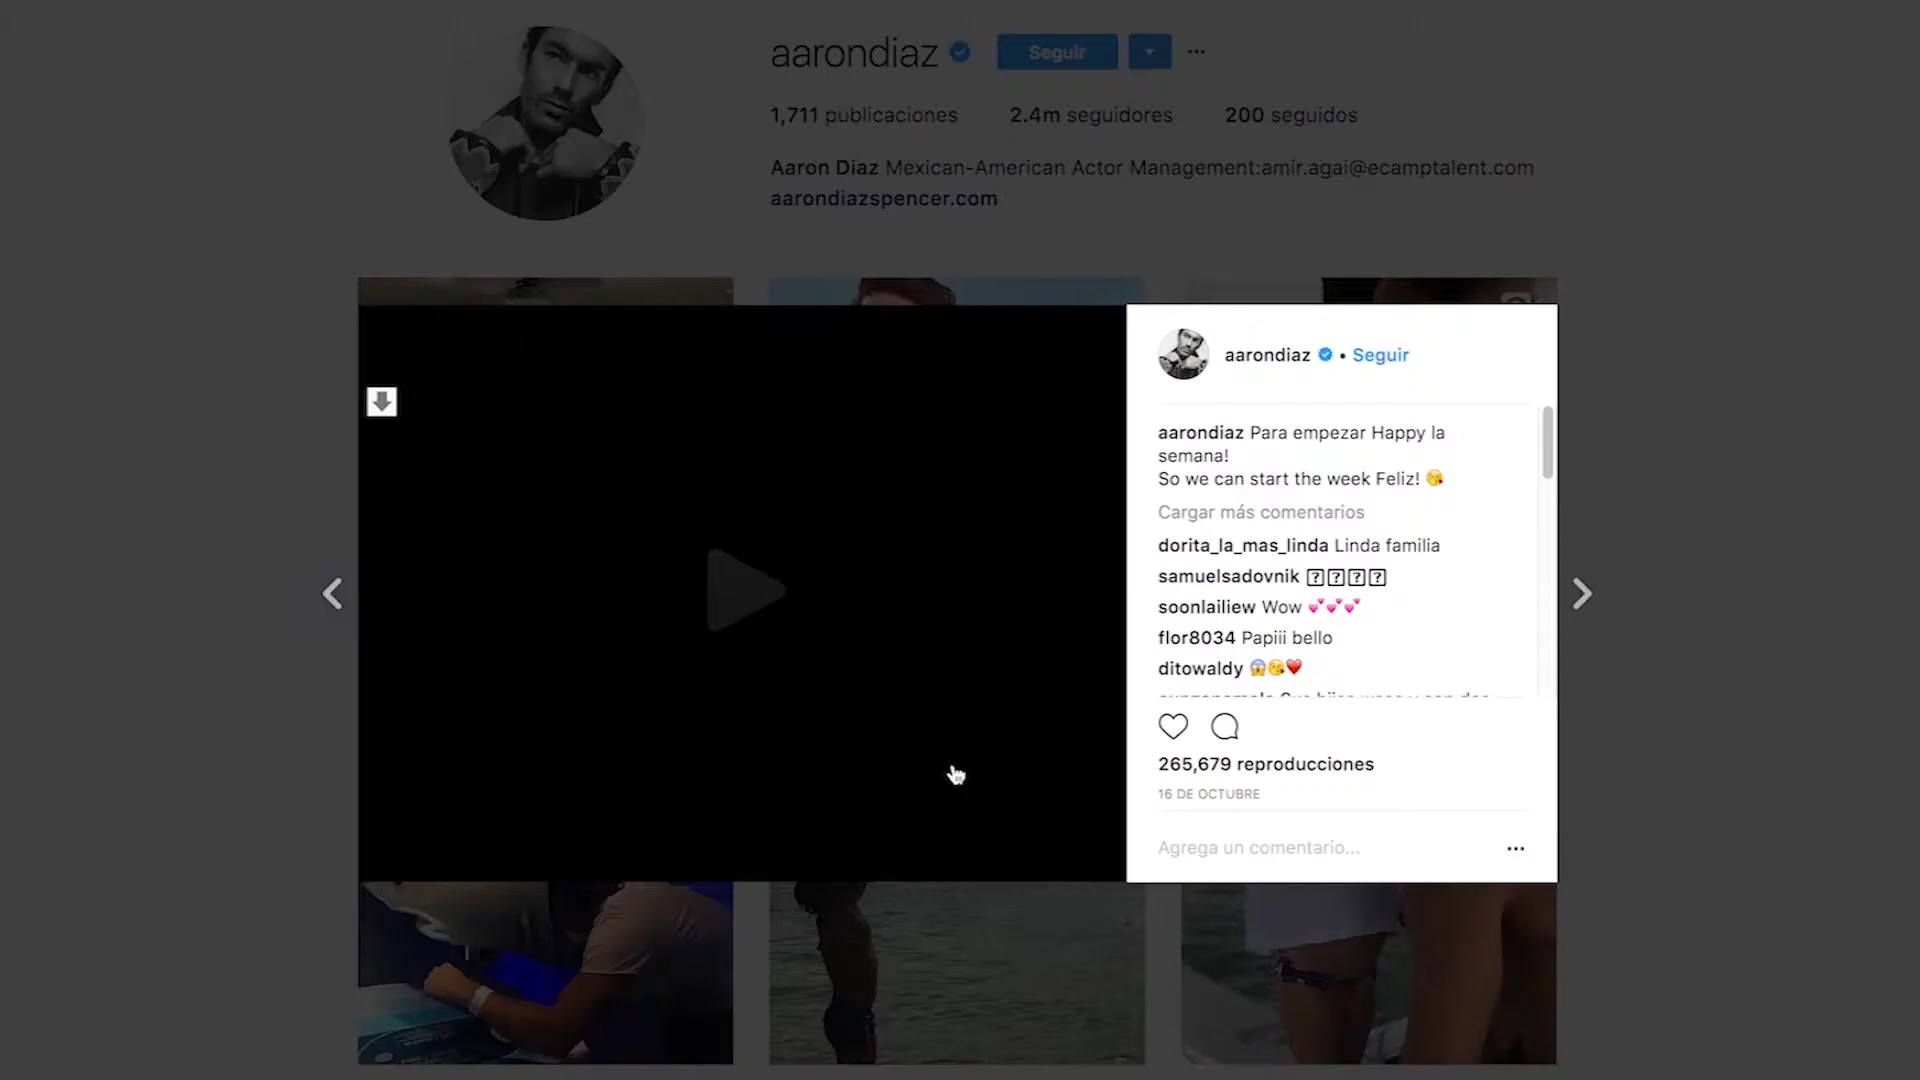 aarondiaz Seguir
1,711 publicaciones 2.4m seguidores 200 seguidos
Aaron Diaz Mexican-American Actor Management:amir.agai@ecamptalent.com
aarondiazspencer.com
aarondiaz • Seguir
aarondiaz Para empezar Happy la
semana!
So we can start the week Feliz! 😘
Cargar más comentarios
dorita_la_mas_linda Linda familia
samuelsadovnik
soonlailiew Wow 💕💕💕
flor8034 Papiii bello
ditowaldy 😱😘❤️
265,679 reproducciones
16 DE OCTUBRE
Agrega un comentario...